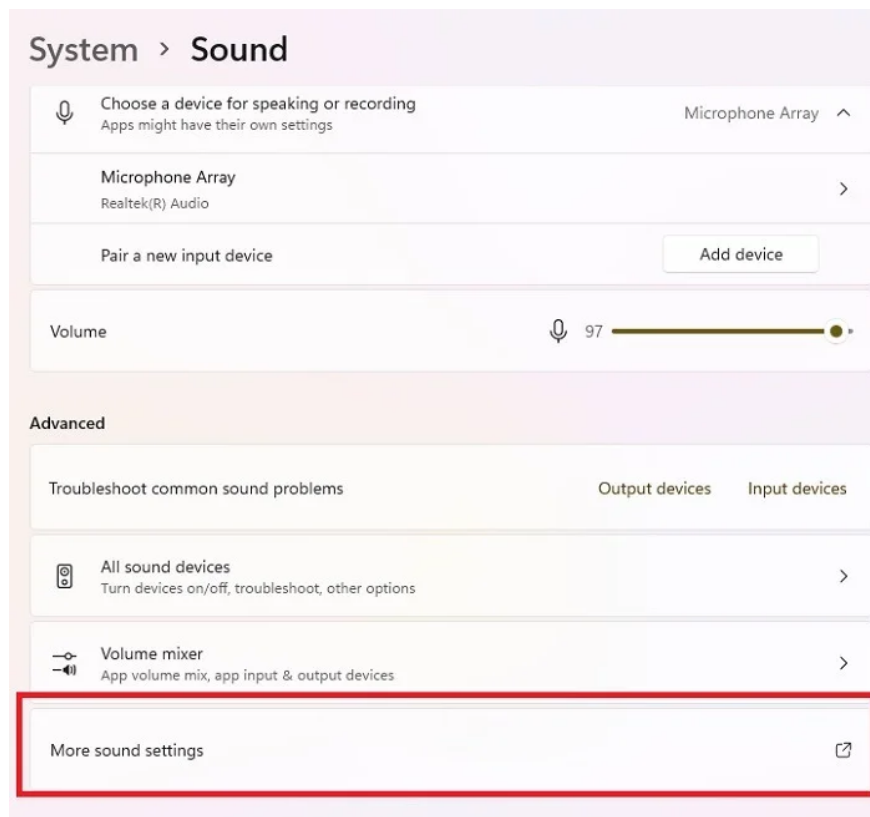 System > Sound
Choose a device for speaking or recording
Apps might have their own settings
Microphone Array
Microphone Array
Realtek(R) Audio
Pair a new input device
Add device
Volume
97
Advanced
Troubleshoot common sound problems
Output devices
Input devices
All sound devices
Turn devices on/off, troubleshoot, other options
Volume mixer
App volume mix, app input & output devices
More sound settings